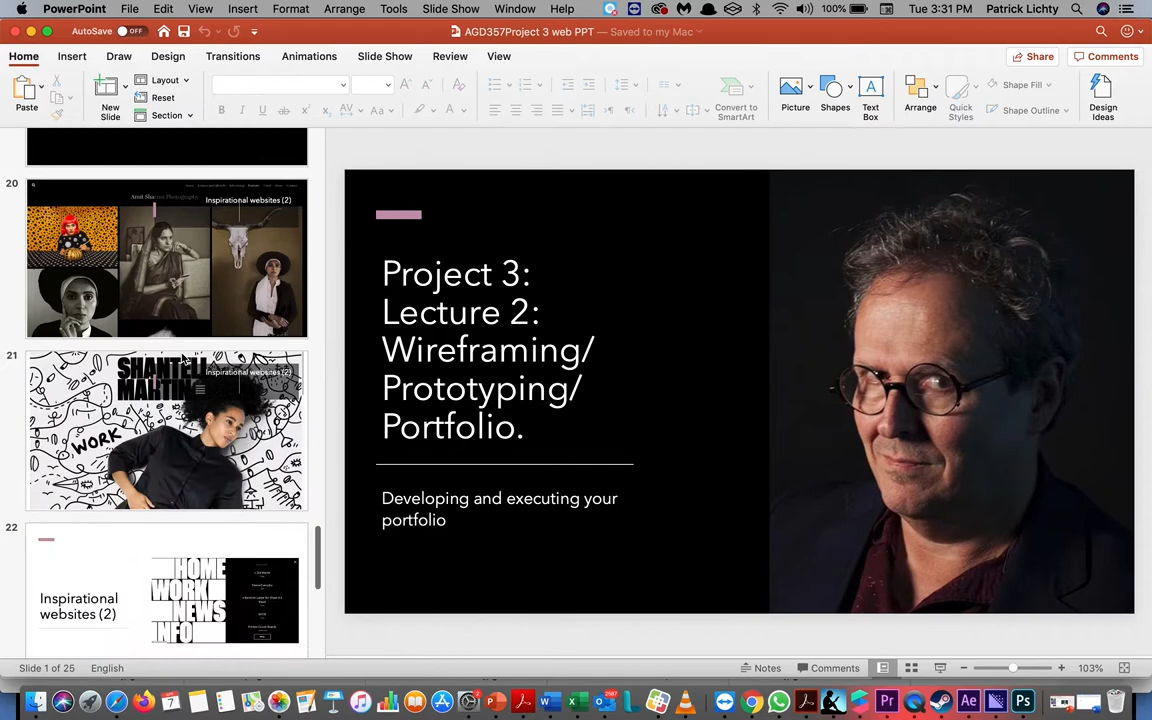 PowerPoint File Edit View Insert Format Arrange Tools Slide Show Window Help 100% Tue 3:31 PM Patrick Lichty
AutoSave OFF AGD357Project 3 web PPT — Saved to my Mac
Home Insert Draw Design Transitions Animations Slide Show Review View Share Comments
Paste New Slide Layout Reset Section Convert to SmartArt Picture Shapes Text Box Arrange Quick Styles Shape Fill Shape Outline Design Ideas
20
Inspirational websites (2)
21
SHANTELL
MARTIN
Inspirational websites (2)
WORK
22
Inspirational
websites (2)
HOME
WORK
NEWS
INFO
Project 3:
Lecture 2:
Wireframing/
Prototyping/
Portfolio.
Developing and executing your
portfolio
Slide 1 of 25 English Notes Comments 103%